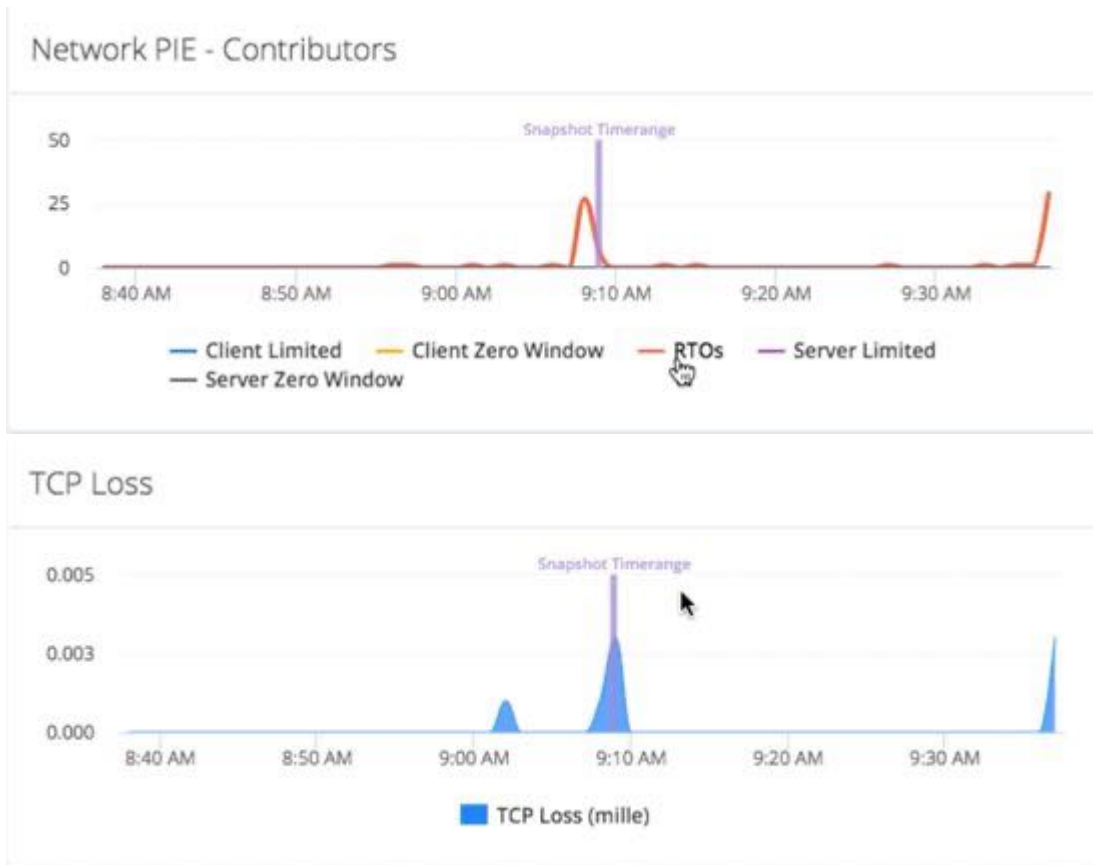 Network PIE - Contributors
Snapshot Timerange
50
25
0
8:40 AM 8:50 AM 9:00 AM 9:10 AM 9:20 AM 9:30 AM
Client Limited Client Zero Window RTOs Server Limited
Server Zero Window
TCP Loss
Snapshot Timerange
0.005
0.003
0.000
8:40 AM 8:50 AM 9:00 AM 9:10 AM 9:20 AM 9:30 AM
TCP Loss (mille)